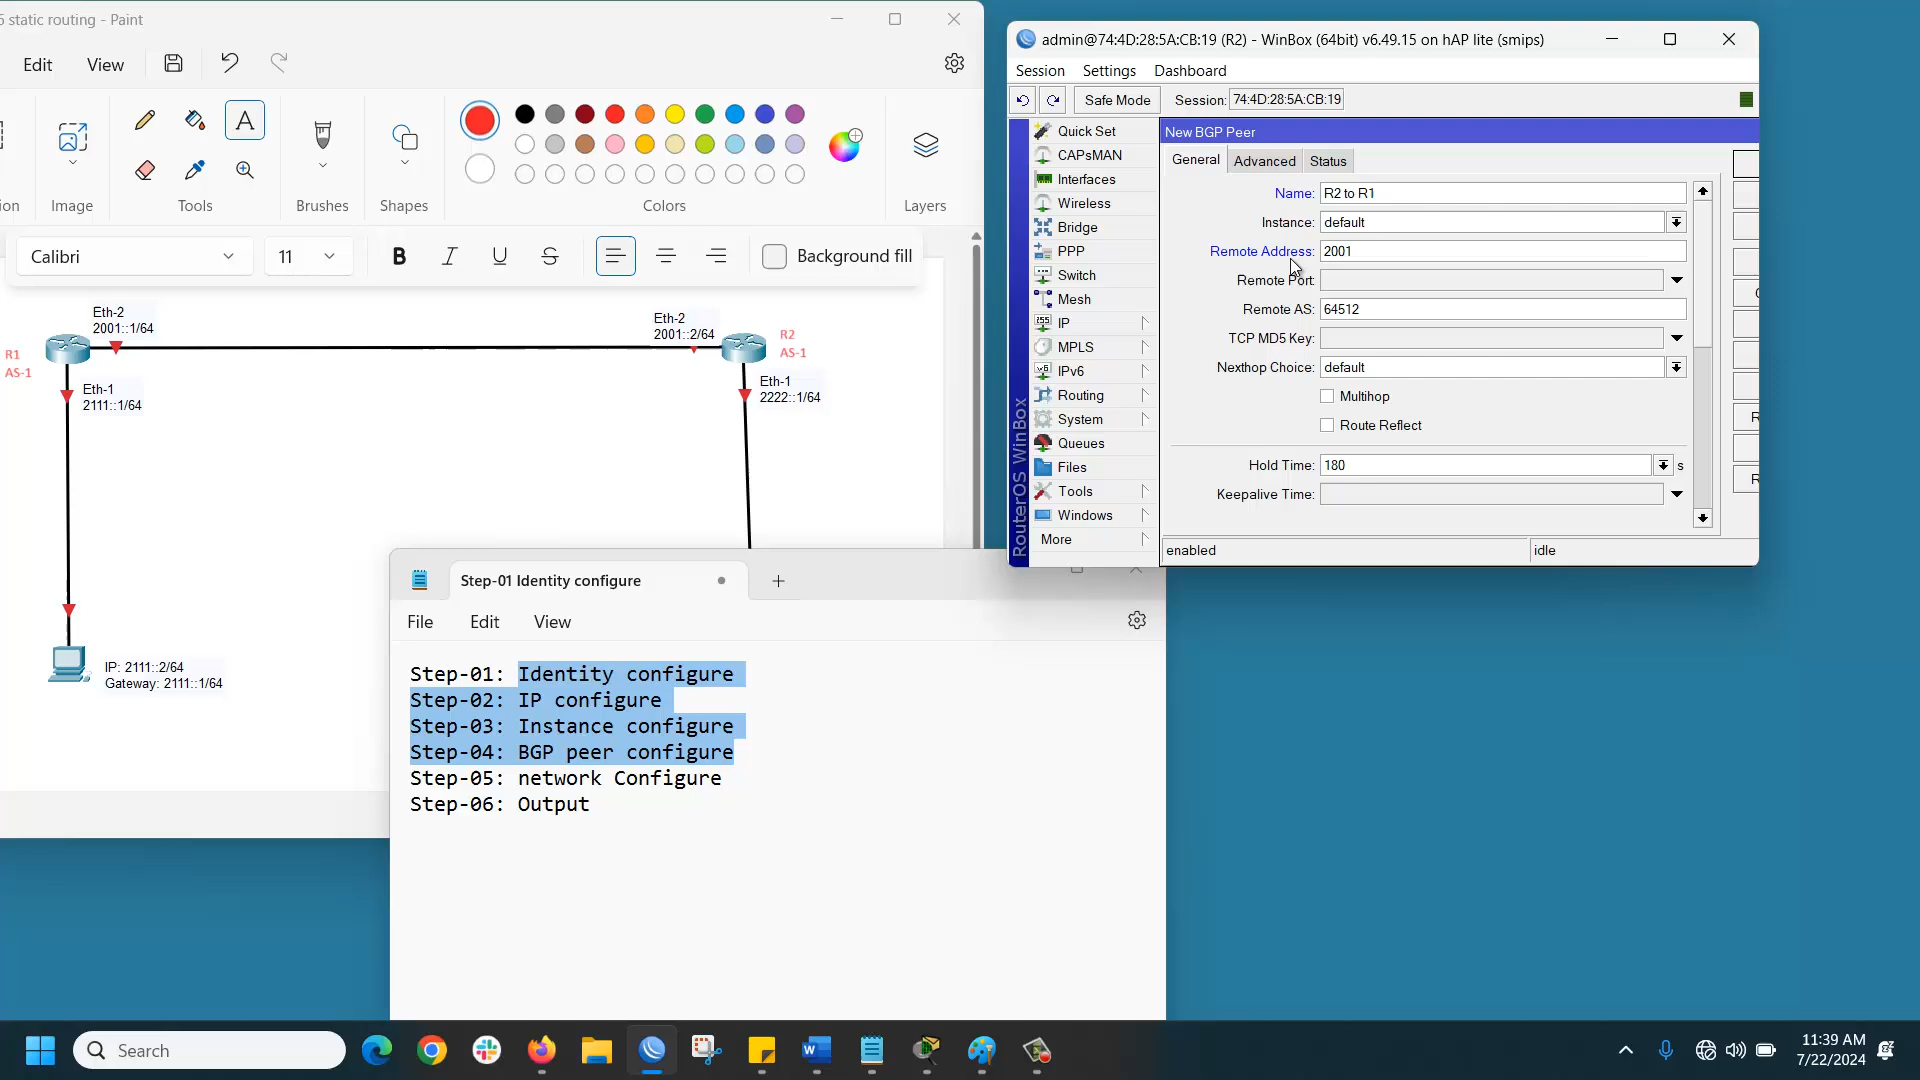 6 static routing - Paint
Edit
View
ion
Image
Tools
Brushes
Shapes
Colors
Layers
Calibri
11
B
I
U
S
Background fill
Eth-2
2001::1/64
R1
AS-1
Eth-1
2111::1/64
Eth-2
2001::2/64
R2
AS-1
Eth-1
2222::1/64
IP: 2111::2/64
Gateway: 2111::1/64
Step-01 Identity configure
File
Edit
View
Step-01: Identity configure
Step-02: IP configure
Step-03: Instance configure
Step-04: BGP peer configure
Step-05: network Configure
Step-06: Output
admin@74:4D:28:5A:CB:19 (R2) - WinBox (64bit) v6.49.15 on hAP lite (smips)
Session
Settings
Dashboard
Safe Mode
Session:
74:4D:28:5A:CB:19
RouterOS WinBox
Quick Set
CAPsMAN
Interfaces
Wireless
Bridge
PPP
Switch
Mesh
IP
MPLS
IPv6
Routing
System
Queues
Files
Tools
Windows
More
New BGP Peer
General
Advanced
Status
Name: R2 to R1
Instance: default
Remote Address: 2001
Remote Port:
Remote AS: 64512
TCP MD5 Key:
Nexthop Choice: default
Multihop
Route Reflect
Hold Time: 180 s
Keepalive Time:
enabled
idle
Search
11:39 AM
7/22/2024